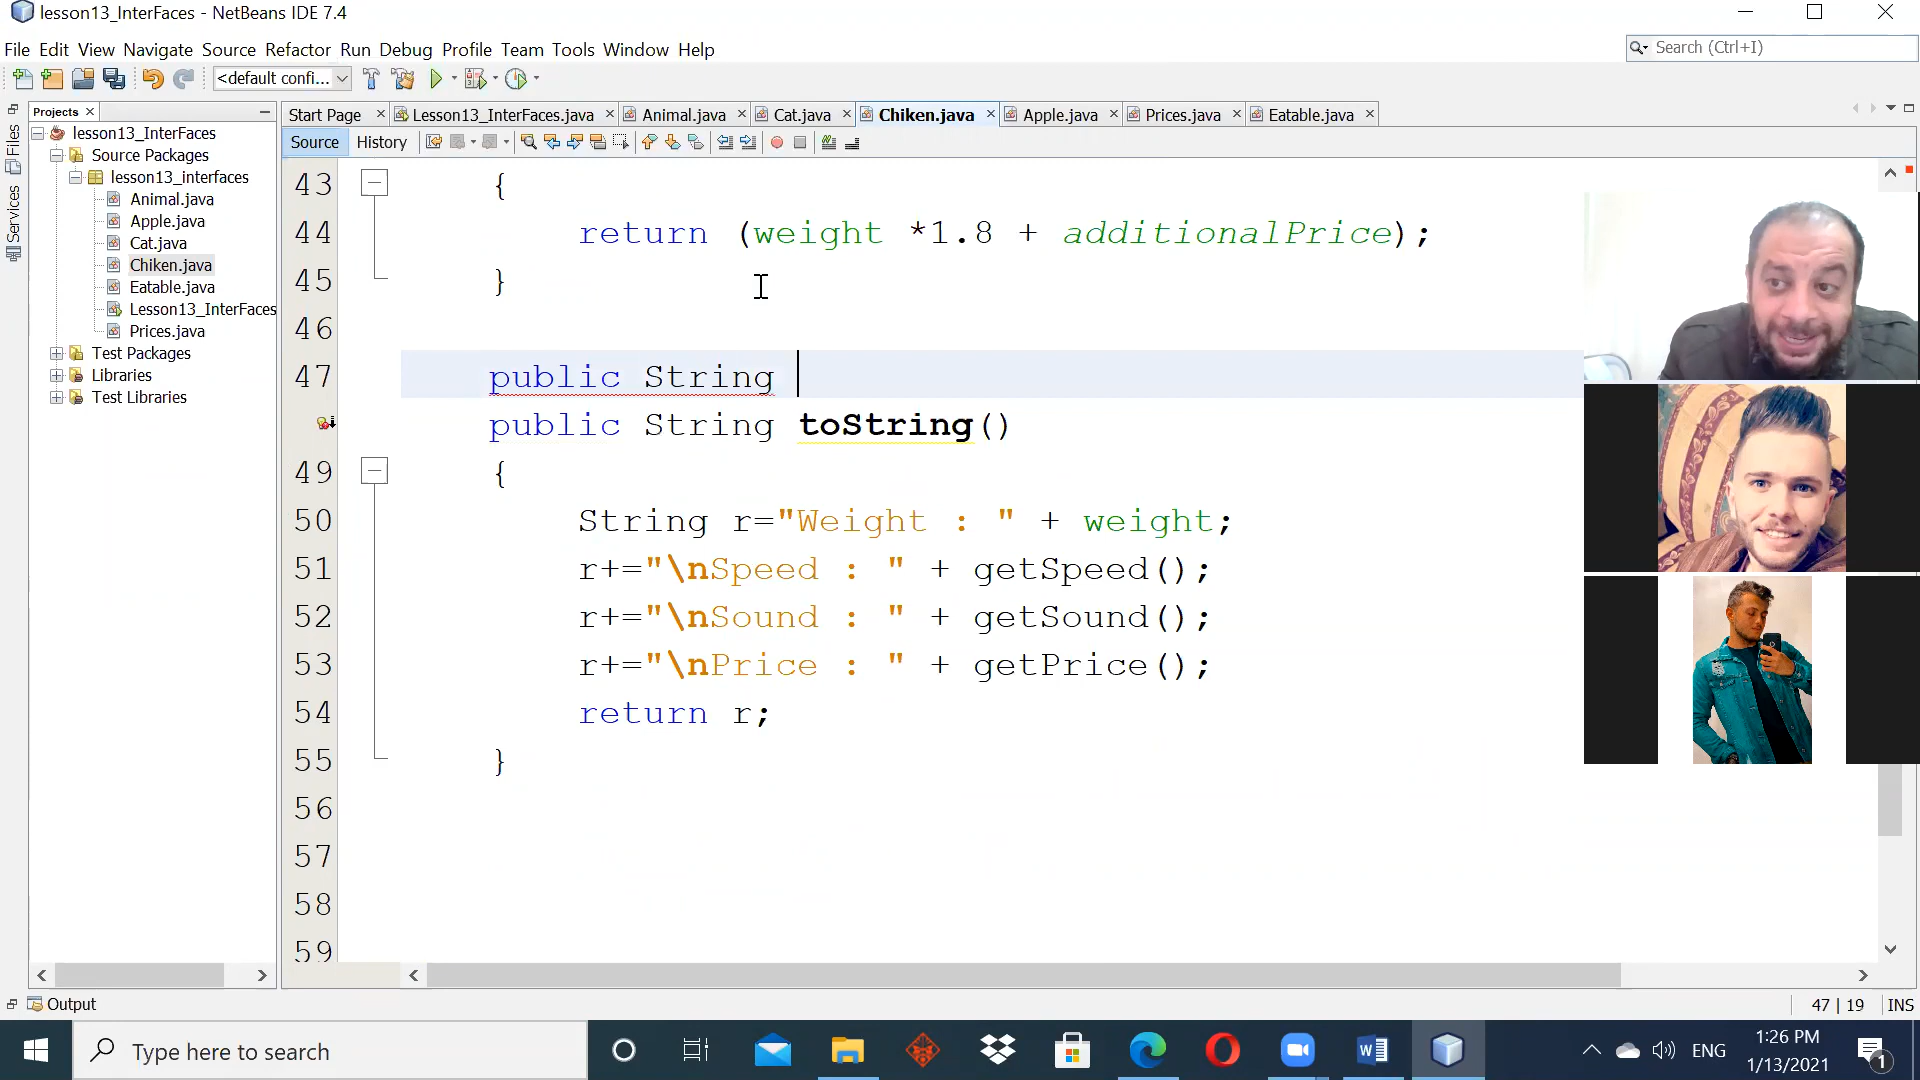 lesson13_InterFaces - NetBeans IDE 7.4
File Edit View Navigate Source Refactor Run Debug Profile Team Tools Window Help
Search (Ctrl+I)
<default confi...
Projects
Files
Services
lesson13_InterFaces
Source Packages
lesson13_interfaces
Animal.java
Apple.java
Cat.java
Chiken.java
Eatable.java
Lesson13_InterFaces
Prices.java
Test Packages
Libraries
Test Libraries
Start Page Lesson13_InterFaces.java Animal.java Cat.java Chiken.java Apple.java Prices.java Eatable.java
Source History
43 {
44 return (weight *1.8 + additionalPrice);
45 }
46
47 public String
public String toString()
49 {
50 String r="Weight : " + weight;
51 r+="\nSpeed : " + getSpeed();
52 r+="\nSound : " + getSound();
53 r+="\nPrice : " + getPrice();
54 return r;
55 }
56
57
58
59
Output
47 | 19 INS
Type here to search
ENG
1:26 PM
1/13/2021
1